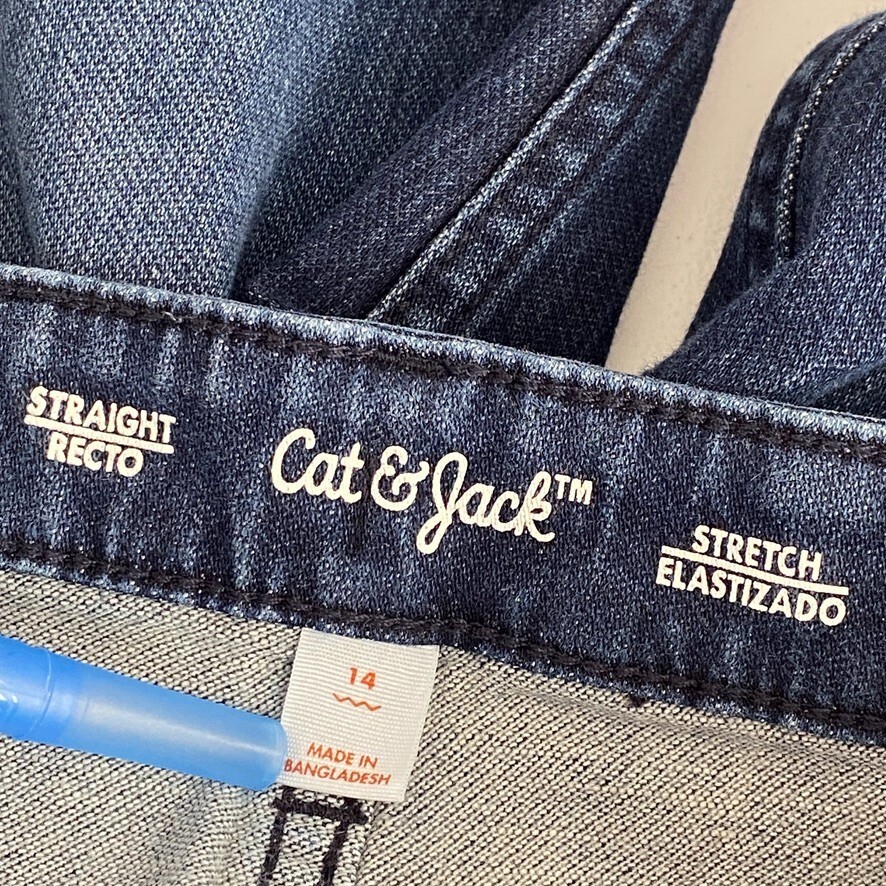 STRAIGHT
RECTO
Cat & Jack™
STRETCH
ELASTIZADO
14
MADE IN
BANGLADESH